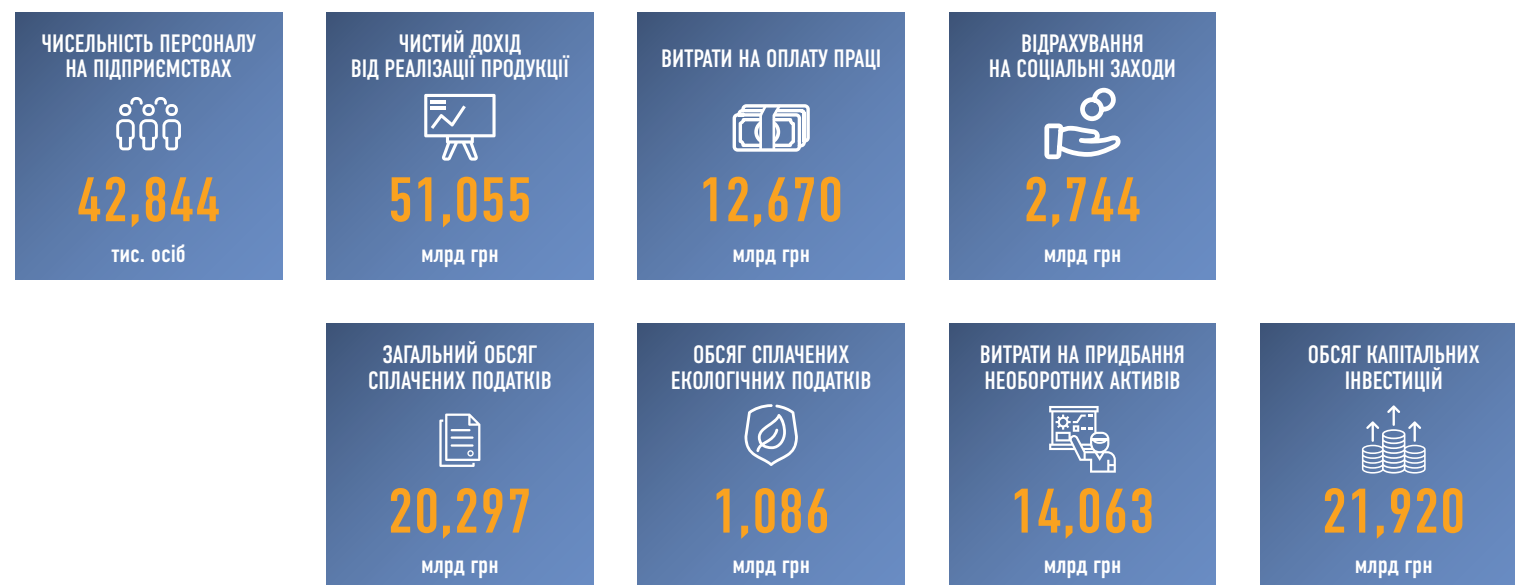 ЧИСЕЛЬНІСТЬ ПЕРСОНАЛУ
НА ПІДПРИЄМСТВАХ
42,844
тис. осіб
ЧИСТИЙ ДОХІД
ВІД РЕАЛІЗАЦІЇ ПРОДУКЦІЇ
51,055
млрд грн
ВИТРАТИ НА ОПЛАТУ ПРАЦІ
12,670
млрд грн
ВІДРАХУВАННЯ
НА СОЦІАЛЬНІ ЗАХОДИ
2,744
млрд грн
ЗАГАЛЬНИЙ ОБСЯГ
СПЛАЧЕНИХ ПОДАТКІВ
20,297
млрд грн
ОБСЯГ СПЛАЧЕНИХ
ЕКОЛОГІЧНИХ ПОДАТКІВ
1,086
млрд грн
ВИТРАТИ НА ПРИДБАННЯ
НЕОБОРОТНИХ АКТИВІВ
14,063
млрд грн
ОБСЯГ КАПІТАЛЬНИХ
ІНВЕСТИЦІЙ
21,920
млрд грн